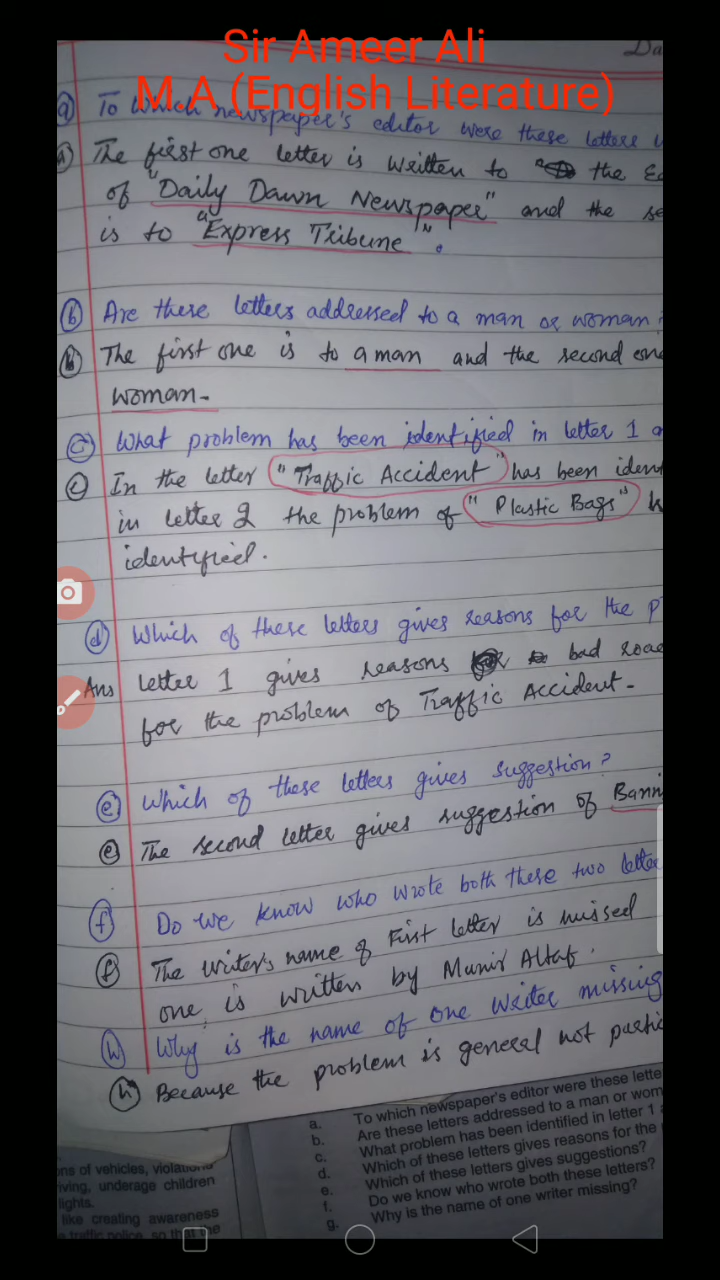 Sir Ameer Ali
M.A (English Literature)
Da
a To which newspaper's editor were these letters
a The first one letter is written to the
of "Daily Dawn Newspaper" and the se
is to "Express Tribune".
b Are these letters addressed to a man or woman
b The first one is to a man and the second one
woman.
c What problem has been identified in letter 1 a
c In the letter "Traffic Accident" has been iden
in letter 2 the problem of "Plastic Bags" h
identified.
d Which of these letters gives reasons for the p
Ans letter 1 gives reasons bad roa
for the problem of Traffic Accident.
e Which of these letters gives suggestion?
e The second letter gives suggestion of Bann
f Do we know who wrote both these two letter
f The writer's name of First letter is missed
one is written by Munir Altaf.
h Why is the name of one writer missing
h Because the problem is general not partic
a. To which newspaper's editor were these lette
b. Are these letters addressed to a man or wom
c. What problem has been identified in letter 1
d. Which of these letters gives reasons for the
e. Which of these letters gives suggestions?
f. Do we know who wrote both these letters?
g. Why is the name of one writer missing?
ons of vehicles, violations
iving, underage children
lights.
like creating awareness
traffic police, so that the